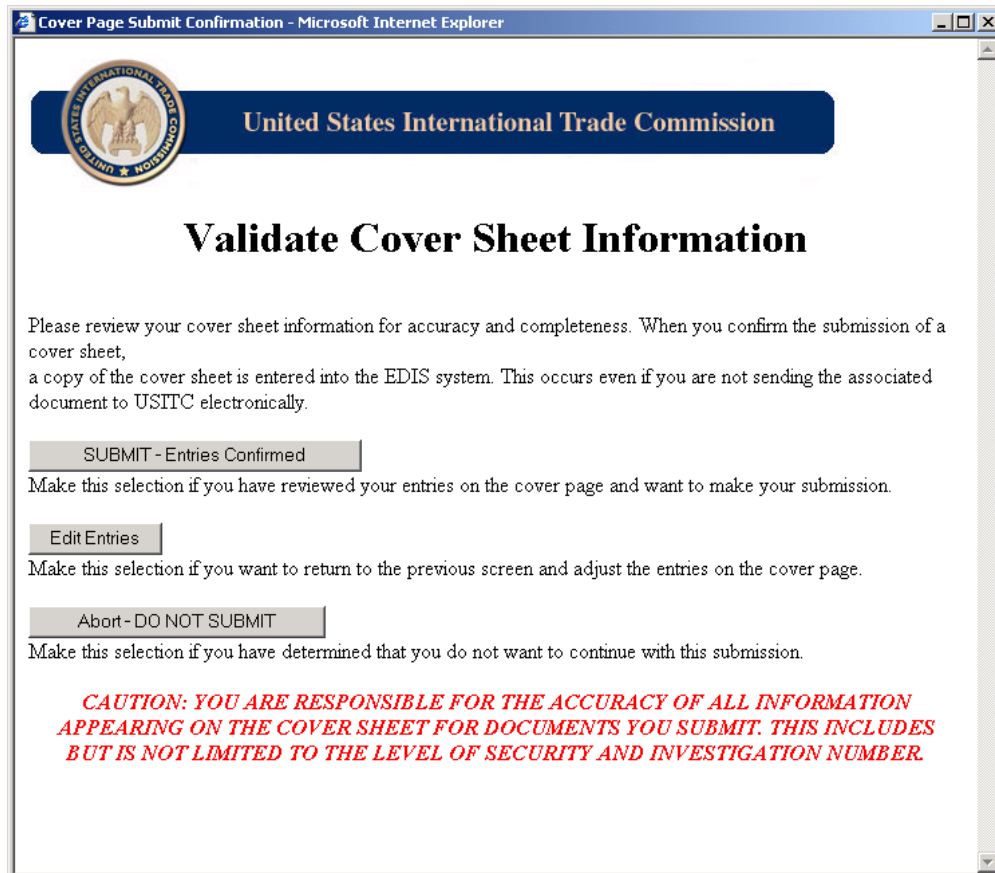 Cover Page Submit Confirmation - Microsoft Internet Explorer
UNITED STATES INTERNATIONAL TRADE COMMISSION
United States International Trade Commission
Validate Cover Sheet Information
Please review your cover sheet information for accuracy and completeness. When you confirm the submission of a
cover sheet,
a copy of the cover sheet is entered into the EDIS system. This occurs even if you are not sending the associated
document to USITC electronically.
SUBMIT - Entries Confirmed
Make this selection if you have reviewed your entries on the cover page and want to make your submission.
Edit Entries
Make this selection if you want to return to the previous screen and adjust the entries on the cover page.
Abort - DO NOT SUBMIT
Make this selection if you have determined that you do not want to continue with this submission.
CAUTION: YOU ARE RESPONSIBLE FOR THE ACCURACY OF ALL INFORMATION
APPEARING ON THE COVER SHEET FOR DOCUMENTS YOU SUBMIT. THIS INCLUDES
BUT IS NOT LIMITED TO THE LEVEL OF SECURITY AND INVESTIGATION NUMBER.